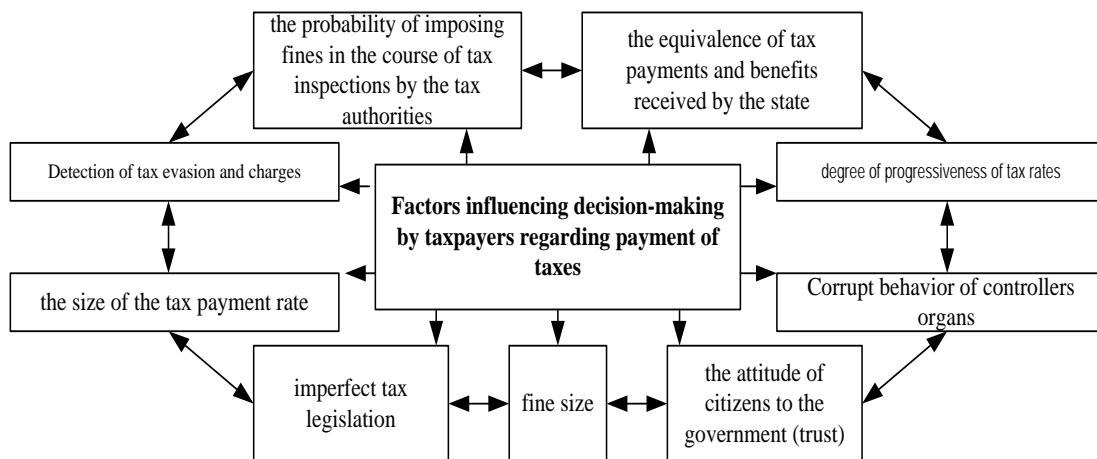 the probability of imposing
fines in the course of tax
inspections by the tax
authorities
the equivalence of tax
payments and benefits
received by the state
Detection of tax evasion and charges
Factors influencing decision-making
by taxpayers regarding payment of
taxes
degree of progressiveness of tax rates
the size of the tax payment rate
Corrupt behavior of controllers
organs
imperfect tax
legislation
fine size
the attitude of
citizens to the
government (trust)